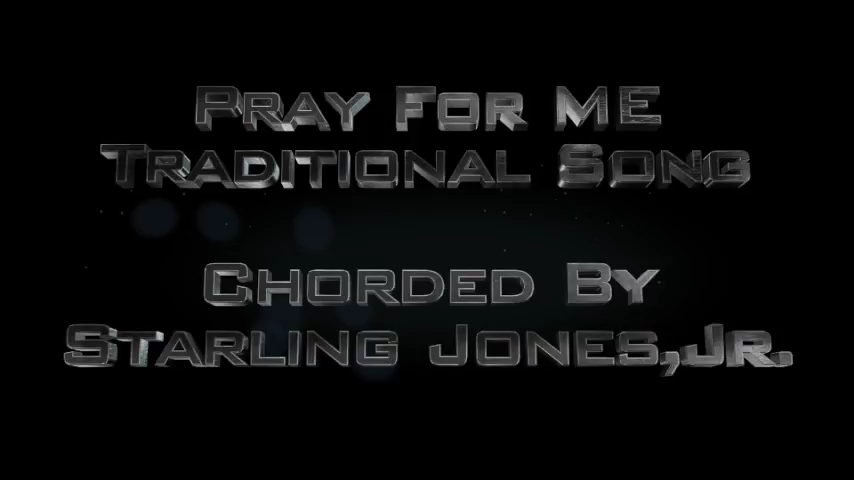 Pray For ME
Traditional Song
Chorded By
Starling Jones,Jr.